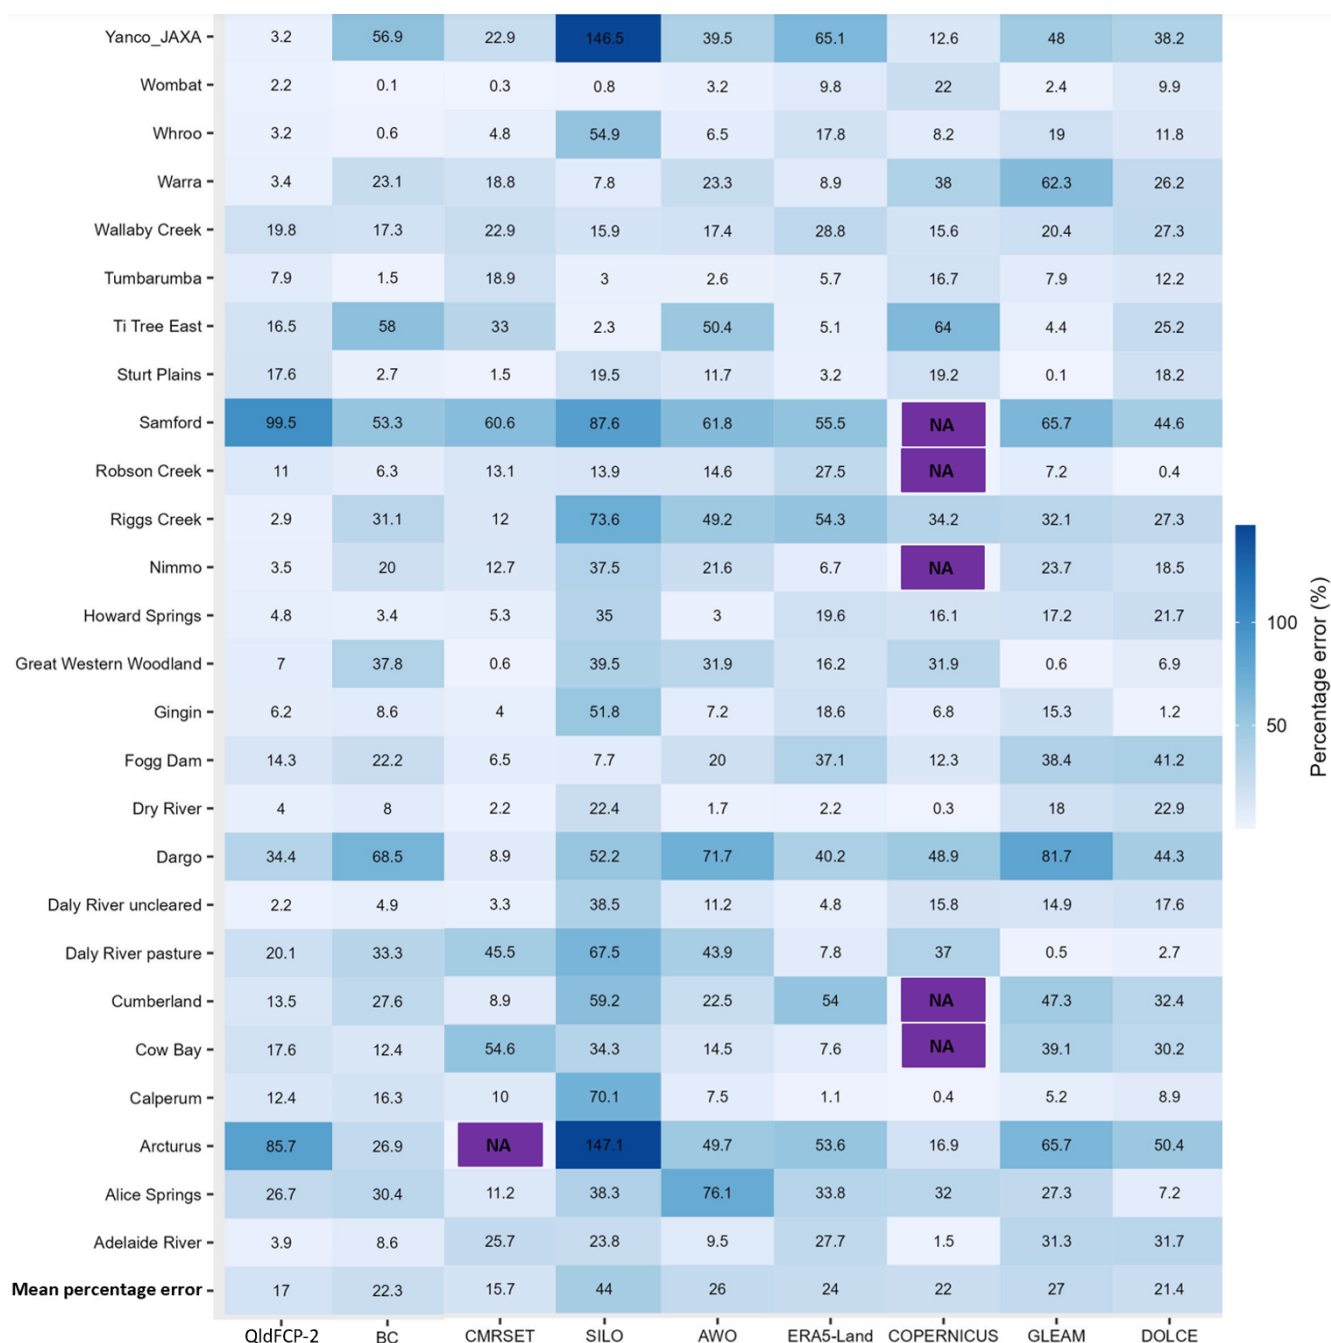 Yanco_JAXA 3.2 56.9 22.9 146.5 39.5 65.1 12.6 48 38.2
Wombat 2.2 0.1 0.3 0.8 3.2 9.8 22 2.4 9.9
Whroo 3.2 0.6 4.8 54.9 6.5 17.8 8.2 19 11.8
Warra 3.4 23.1 18.8 7.8 23.3 8.9 38 62.3 26.2
Wallaby Creek 19.8 17.3 22.9 15.9 17.4 28.8 15.6 20.4 27.3
Tumbarumba 7.9 1.5 18.9 3 2.6 5.7 16.7 7.9 12.2
Ti Tree East 16.5 58 33 2.3 50.4 5.1 64 4.4 25.2
Sturt Plains 17.6 2.7 1.5 19.5 11.7 3.2 19.2 0.1 18.2
Samford 99.5 53.3 60.6 87.6 61.8 55.5 NA 65.7 44.6
Robson Creek 11 6.3 13.1 13.9 14.6 27.5 NA 7.2 0.4
Riggs Creek 2.9 31.1 12 73.6 49.2 54.3 34.2 32.1 27.3
Nimmo 3.5 20 12.7 37.5 21.6 6.7 NA 23.7 18.5
Howard Springs 4.8 3.4 5.3 35 3 19.6 16.1 17.2 21.7
Great Western Woodland 7 37.8 0.6 39.5 31.9 16.2 31.9 0.6 6.9
Gingin 6.2 8.6 4 51.8 7.2 18.6 6.8 15.3 1.2
Fogg Dam 14.3 22.2 6.5 7.7 20 37.1 12.3 38.4 41.2
Dry River 4 8 2.2 22.4 1.7 2.2 0.3 18 22.9
Dargo 34.4 68.5 8.9 52.2 71.7 40.2 48.9 81.7 44.3
Daly River uncleared 2.2 4.9 3.3 38.5 11.2 4.8 15.8 14.9 17.6
Daly River pasture 20.1 33.3 45.5 67.5 43.9 7.8 37 0.5 2.7
Cumberland 13.5 27.6 8.9 59.2 22.5 54 NA 47.3 32.4
Cow Bay 17.6 12.4 54.6 34.3 14.5 7.6 NA 39.1 30.2
Calperum 12.4 16.3 10 70.1 7.5 1.1 0.4 5.2 8.9
Arcturus 85.7 26.9 NA 147.1 49.7 53.6 16.9 65.7 50.4
Alice Springs 26.7 30.4 11.2 38.3 76.1 33.8 32 27.3 7.2
Adelaide River 3.9 8.6 25.7 23.8 9.5 27.7 1.5 31.3 31.7
Mean percentage error 17 22.3 15.7 44 26 24 22 27 21.4
QldFCP-2 BC CMRSET SILO AWO ERA5-Land COPERNICUS GLEAM DOLCE
100
50
Percentage error (%)